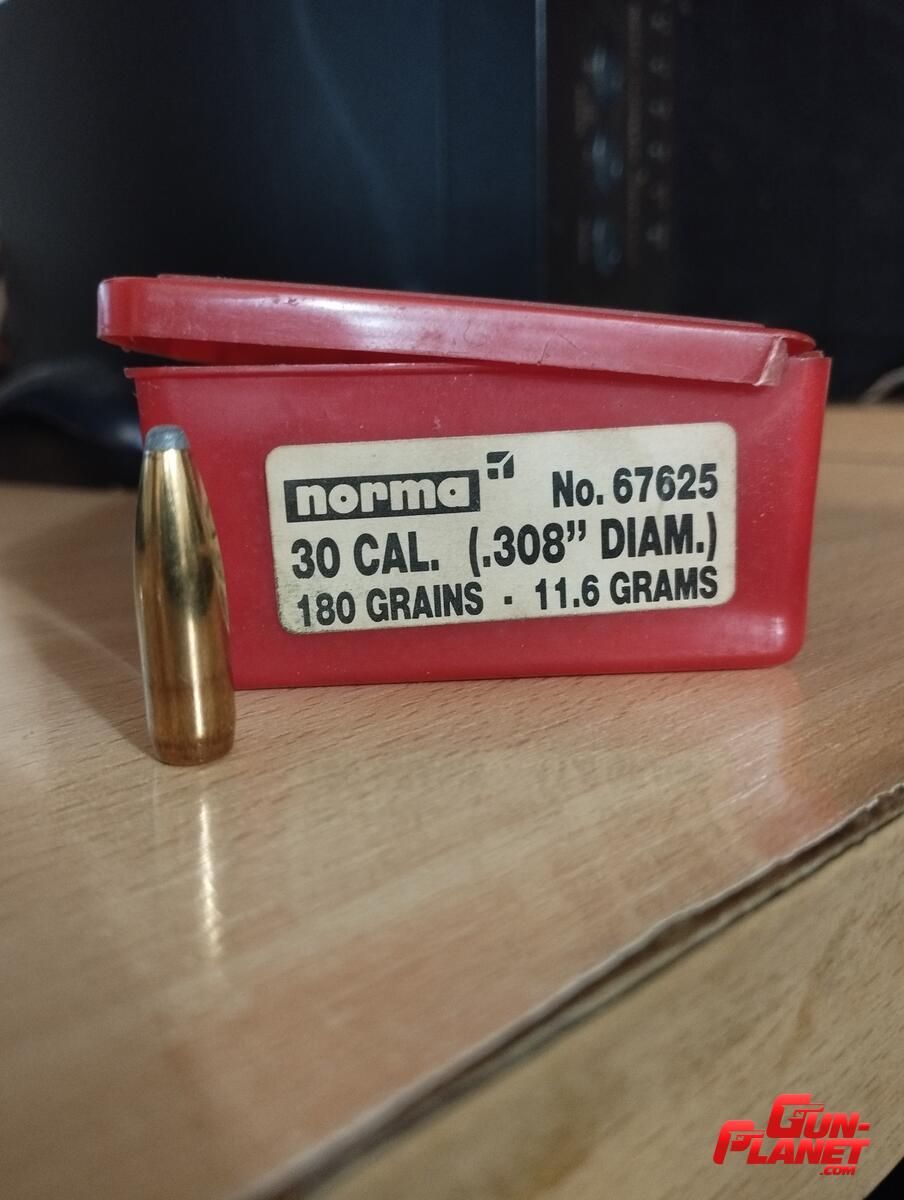 norma No. 67625
30 CAL. (.308” DIAM.)
180 GRAINS - 11.6 GRAMS
GUN-
PLANET
.COM